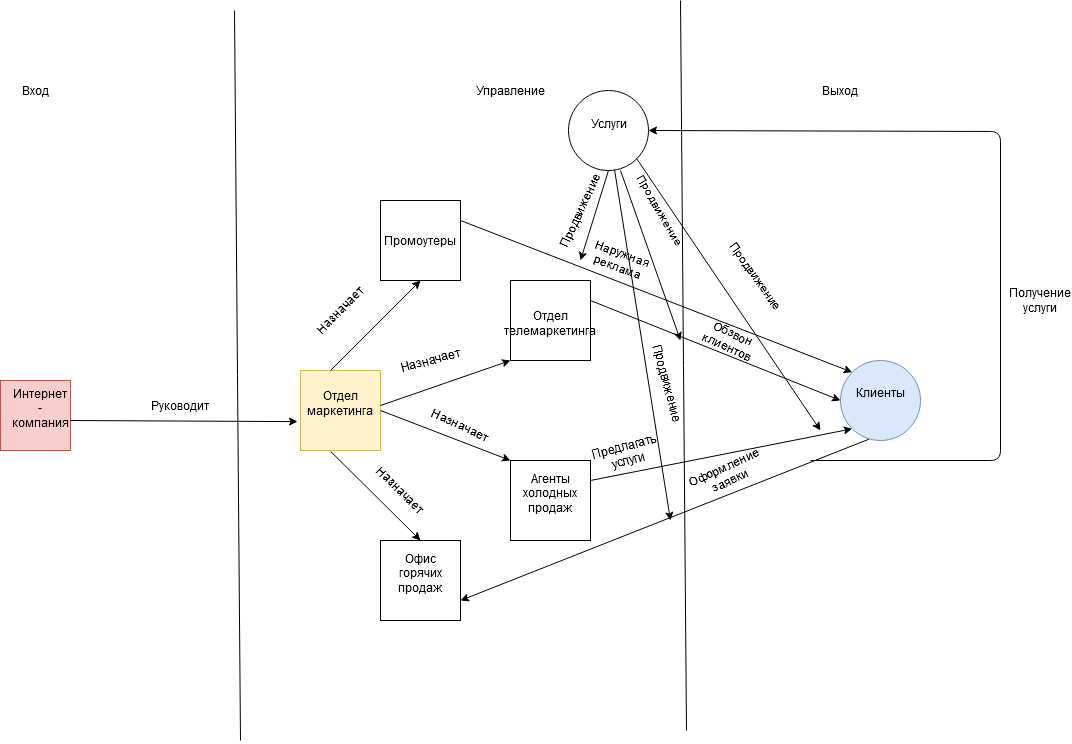 Вход
Управление
Выход
Услуги
Продвижение
Продвижение
Продвижение
Промоутеры
Наружная
реклама
Назначает
Отдел
телемаркетинга
Получение
услуги
Обзвон
клиентов
Назначает
Продвижение
Интернет
-
компания
Руководит
Отдел
маркетинга
Клиенты
Назначает
Предлагать
услуги
Агенты
холодных
продаж
Оформление
заявки
Назначает
Офис
горячих
продаж